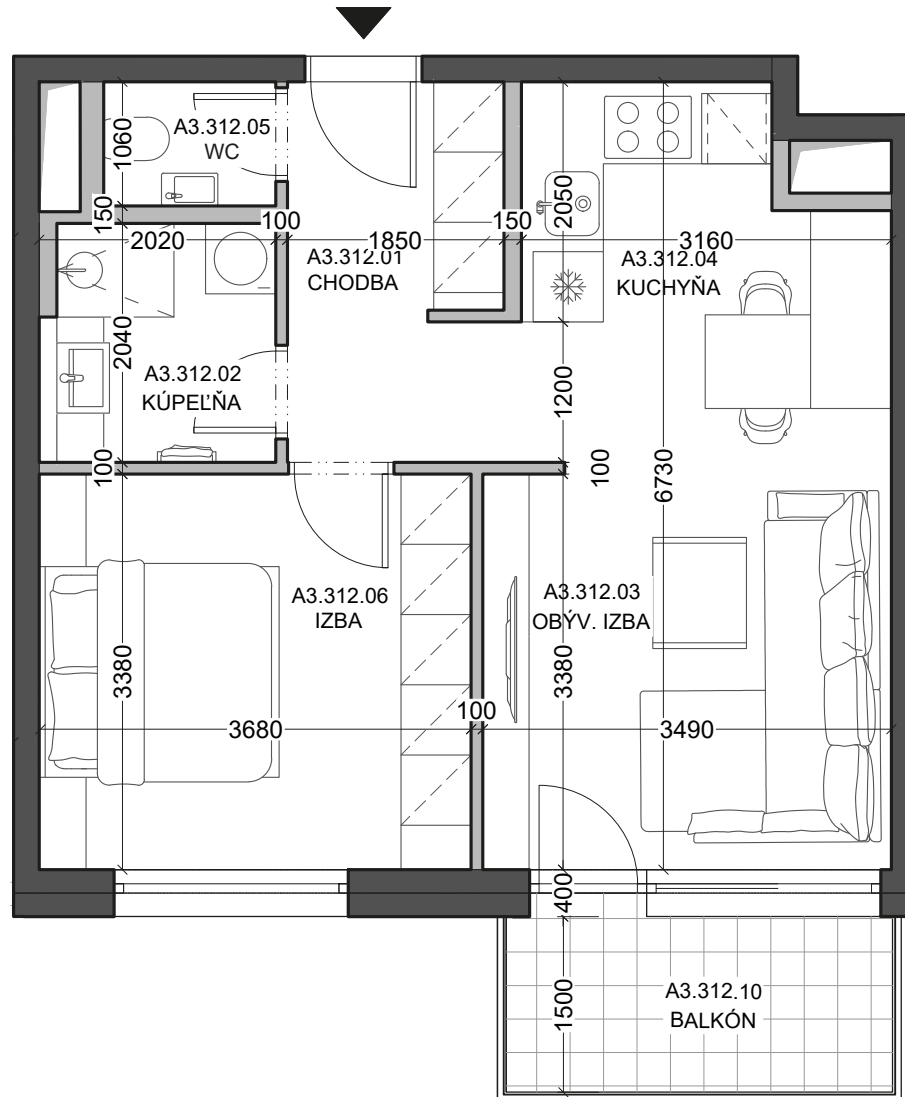 A3.312.05
WC
1060
150
2020
100
1850
150
2050
3160
A3.312.01
CHODBA
A3.312.04
KUCHYŇA
2040
A3.312.02
KÚPEĽŇA
1200
100
100
6730
A3.312.06
IZBA
A3.312.03
OBÝV. IZBA
3380
3380
3680
100
3490
400
1500
A3.312.10
BALKÓN